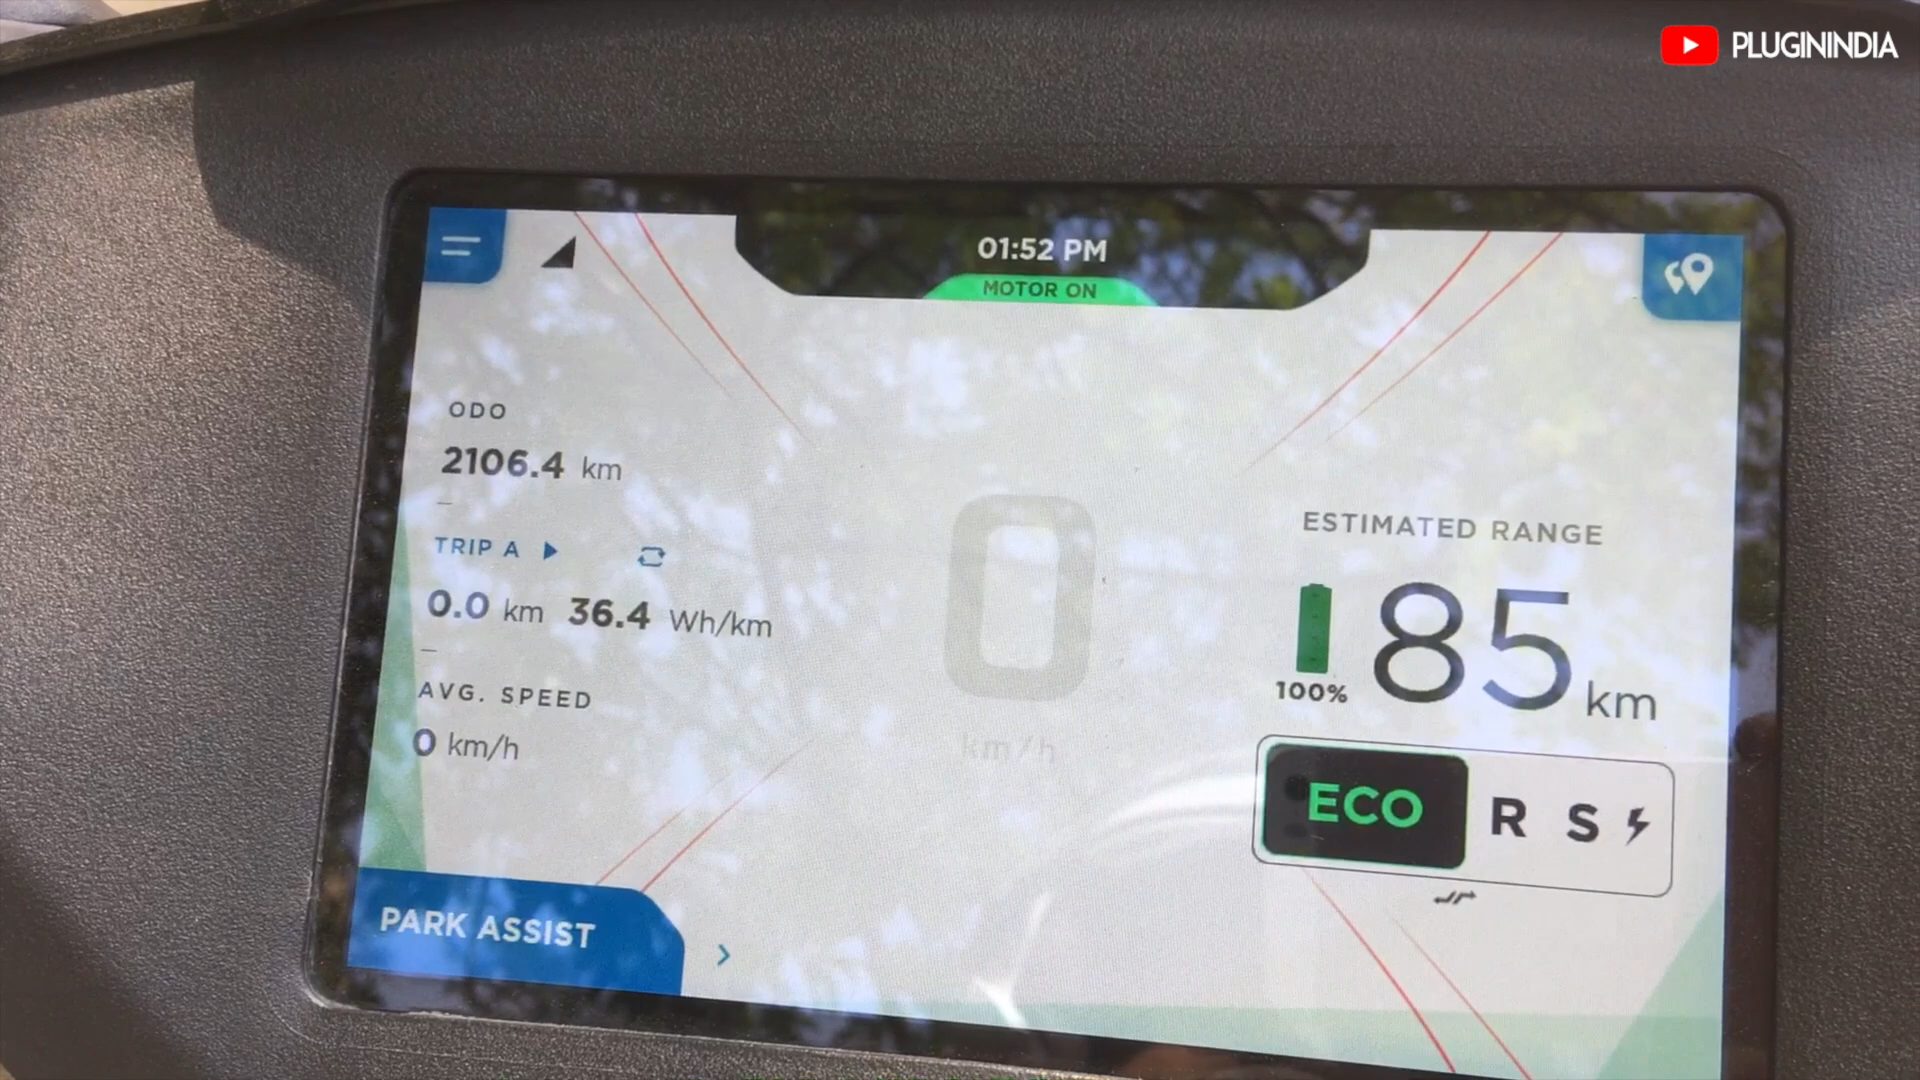 PLUGININDIA
01:52 PM
MOTOR ON
ODO
2106.4 km
TRIP A
0.0 km 36.4 Wh/km
AVG. SPEED
0 km/h
0
km/h
ESTIMATED RANGE
100%
85 km
ECO R S
PARK ASSIST